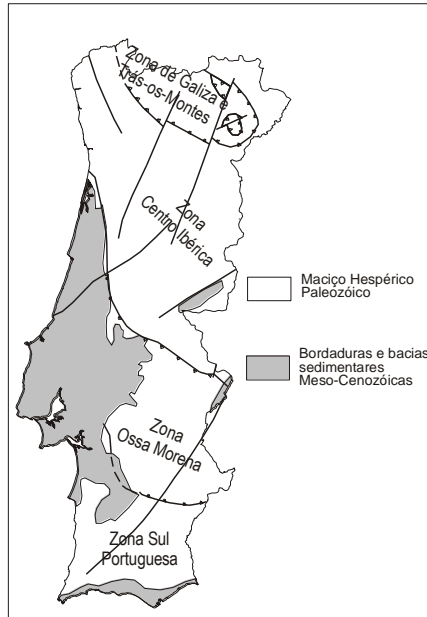 Zona de Galiza e
Trás-os-Montes
Zona
Centro Ibérica
Maciço Hespérico
Paleozóico
Bordaduras e bacias
sedimentares
Meso-Cenozóicas
Zona
Ossa Morena
Zona Sul
Portuguesa